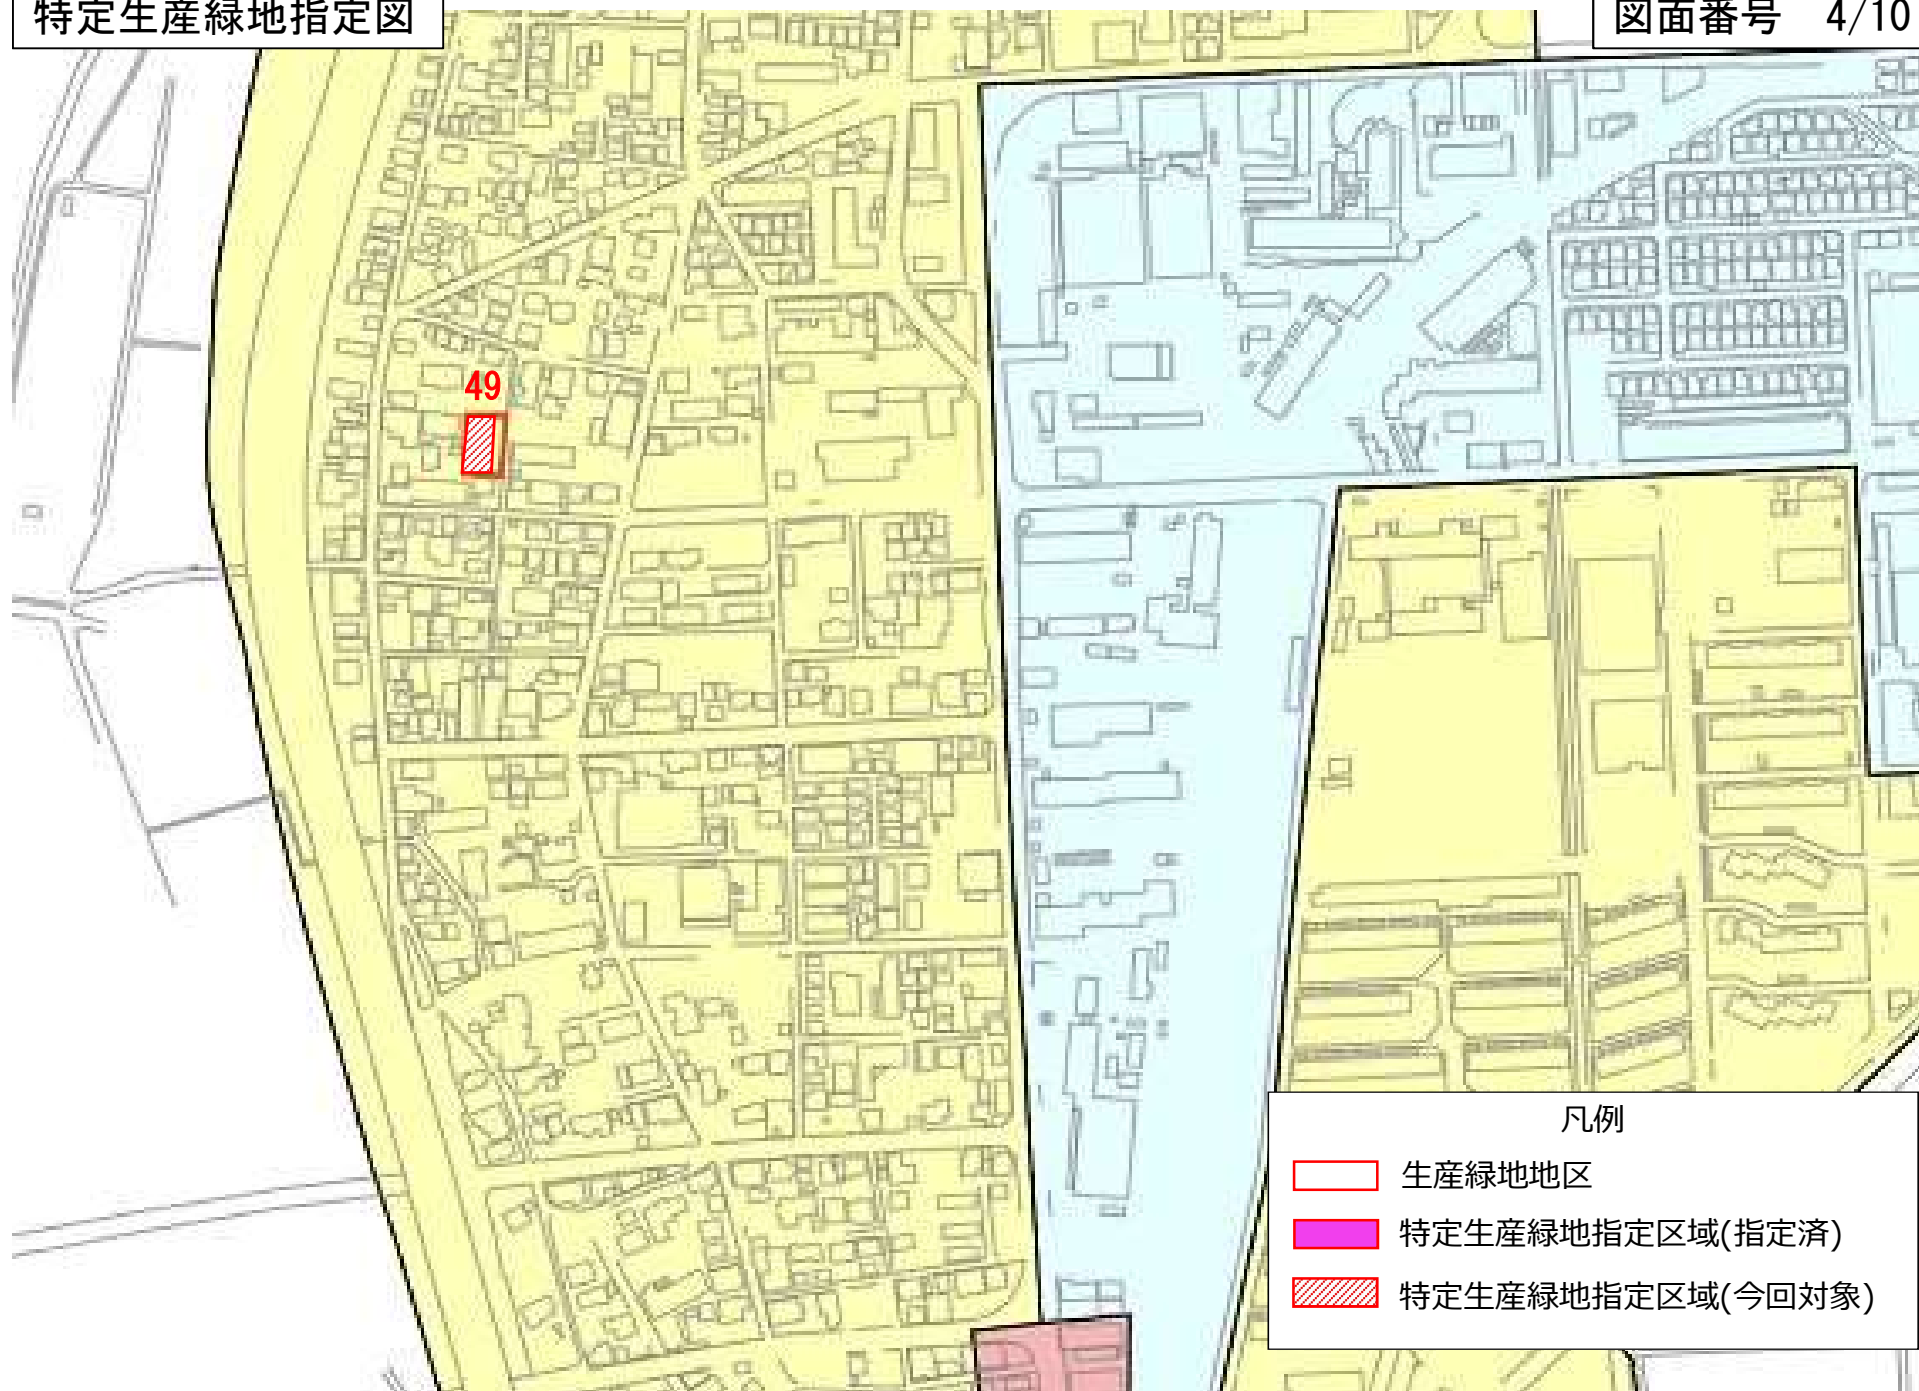 特定生産緑地指定図
図面番号　4/10
49
凡例
生産緑地地区
特定生産緑地指定区域(指定済)
特定生産緑地指定区域(今回対象)